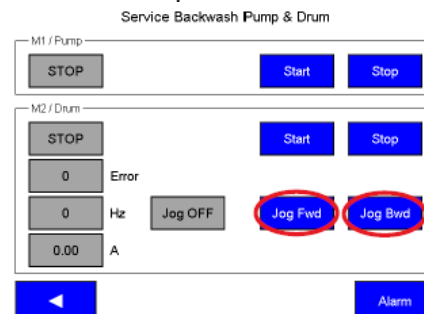 Service Backwash Pump & Drum
M1 / Pump
STOP Start Stop
M2 / Drum
STOP Start Stop
0 Error
0 Hz Jog OFF Jog Fwd Jog Bwd
0.00 A
Alarm